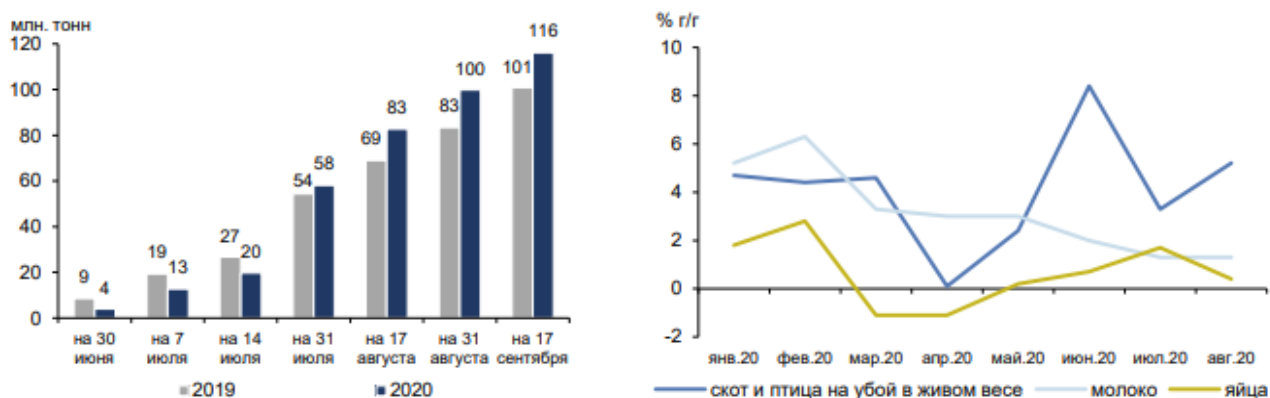 млн. тонн
120
100
80
60
40
20
0
9
4
19
13
27
20
54
58
69
83
83
100
101
116
на 30 июня
на 7 июля
на 14 июля
на 31 июля
на 17 августа
на 31 августа
на 17 сентября
2019
2020
% г/г
10
8
6
4
2
0
-2
янв.20
фев.20
мар.20
апр.20
май.20
июн.20
июл.20
авг.20
скот и птица на убой в живом весе
молоко
яйца